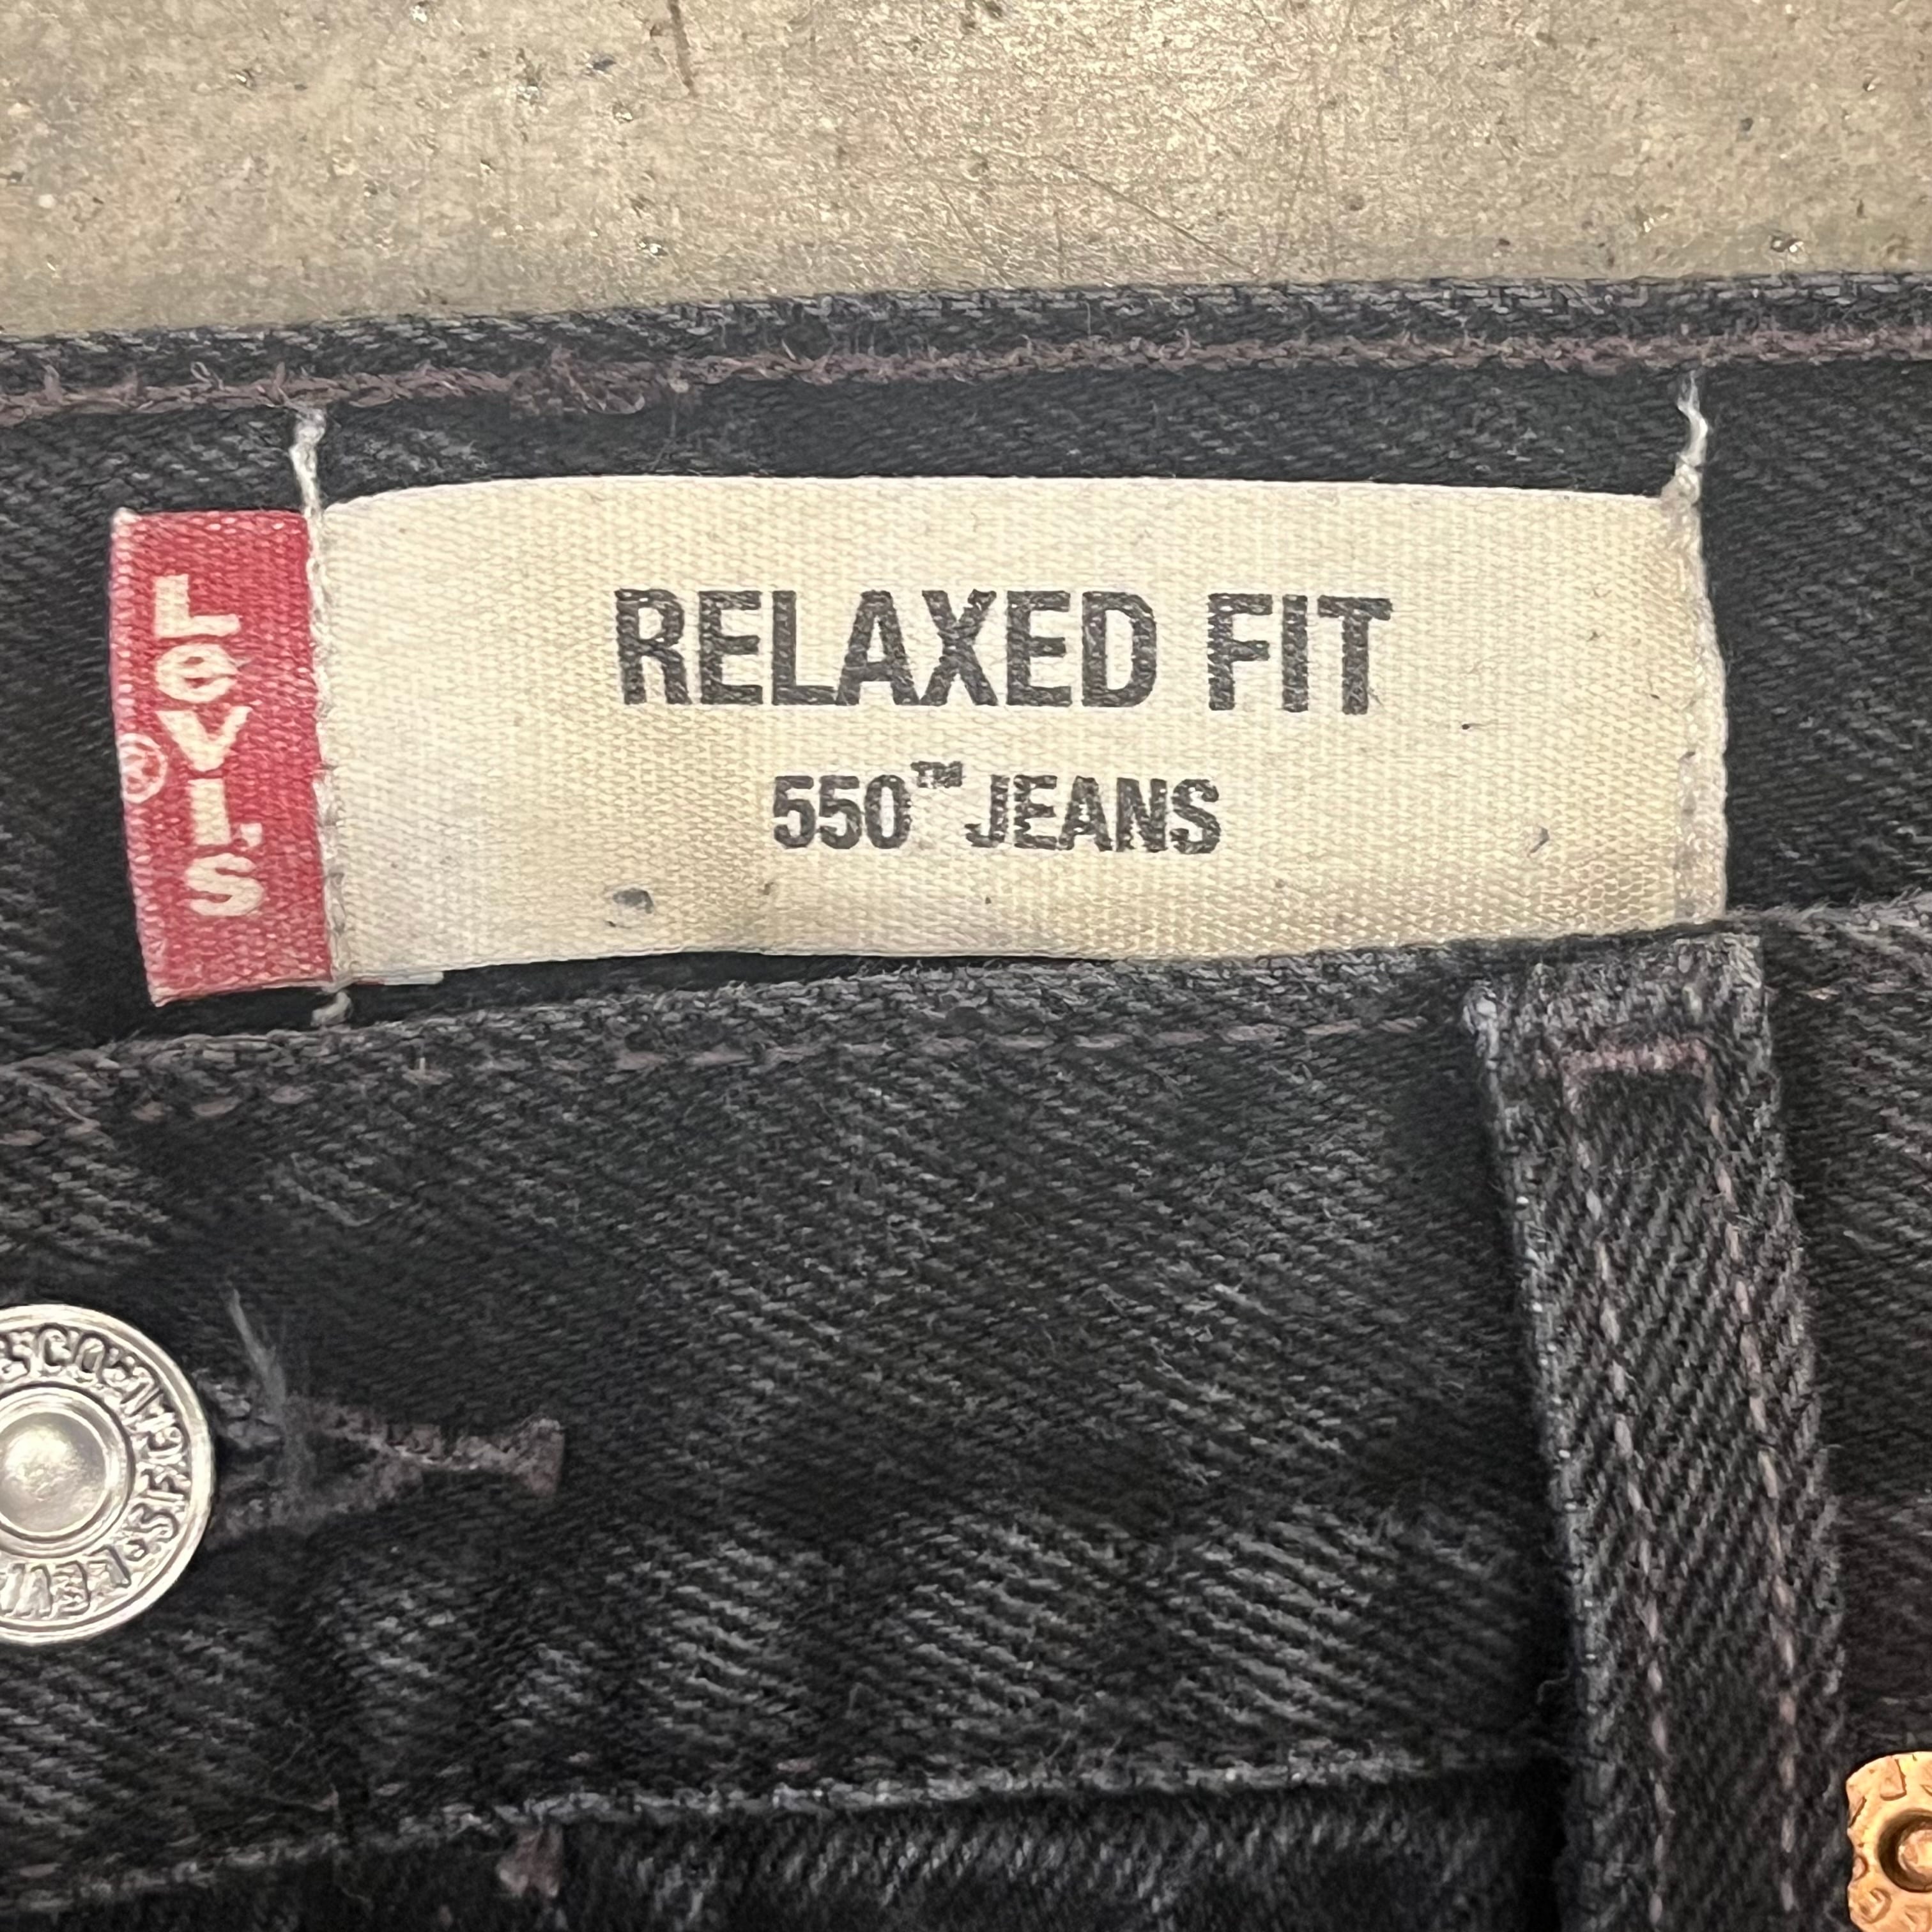 Levi's®
RELAXED FIT
550™ JEANS